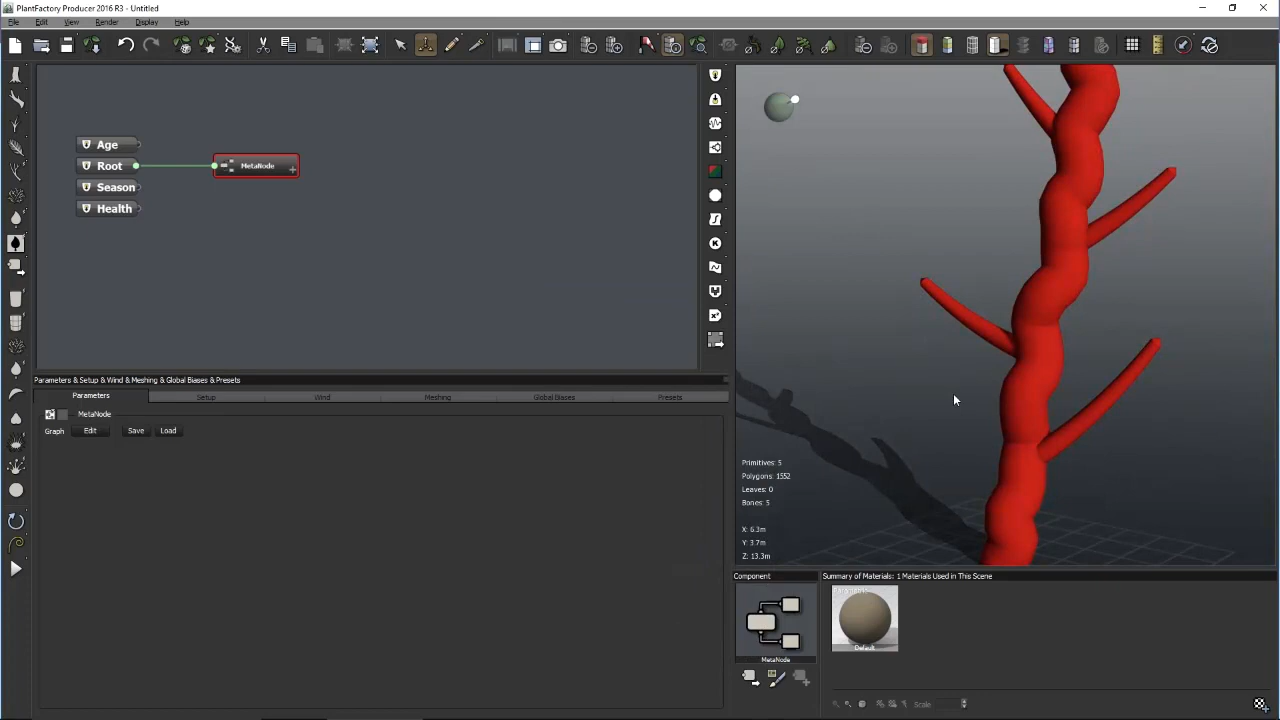 PlantFactory Producer 2016 R3 - Untitled
File Edit View Render Display Help
Age
Root
Season
Health
MetaNode
Parameters & Setup & Wind & Meshing & Global Biases & Presets
Parameters Setup Wind Meshing Global Biases Presets
MetaNode
Graph Edit Save Load
Primitives: 5
Polygons: 1552
Leaves: 0
Bones: 5
X: 6.3m
Y: 3.7m
Z: 13.3m
Component
MetaNode
Summary of Materials: 1 Materials Used in This Scene
Default
Scale